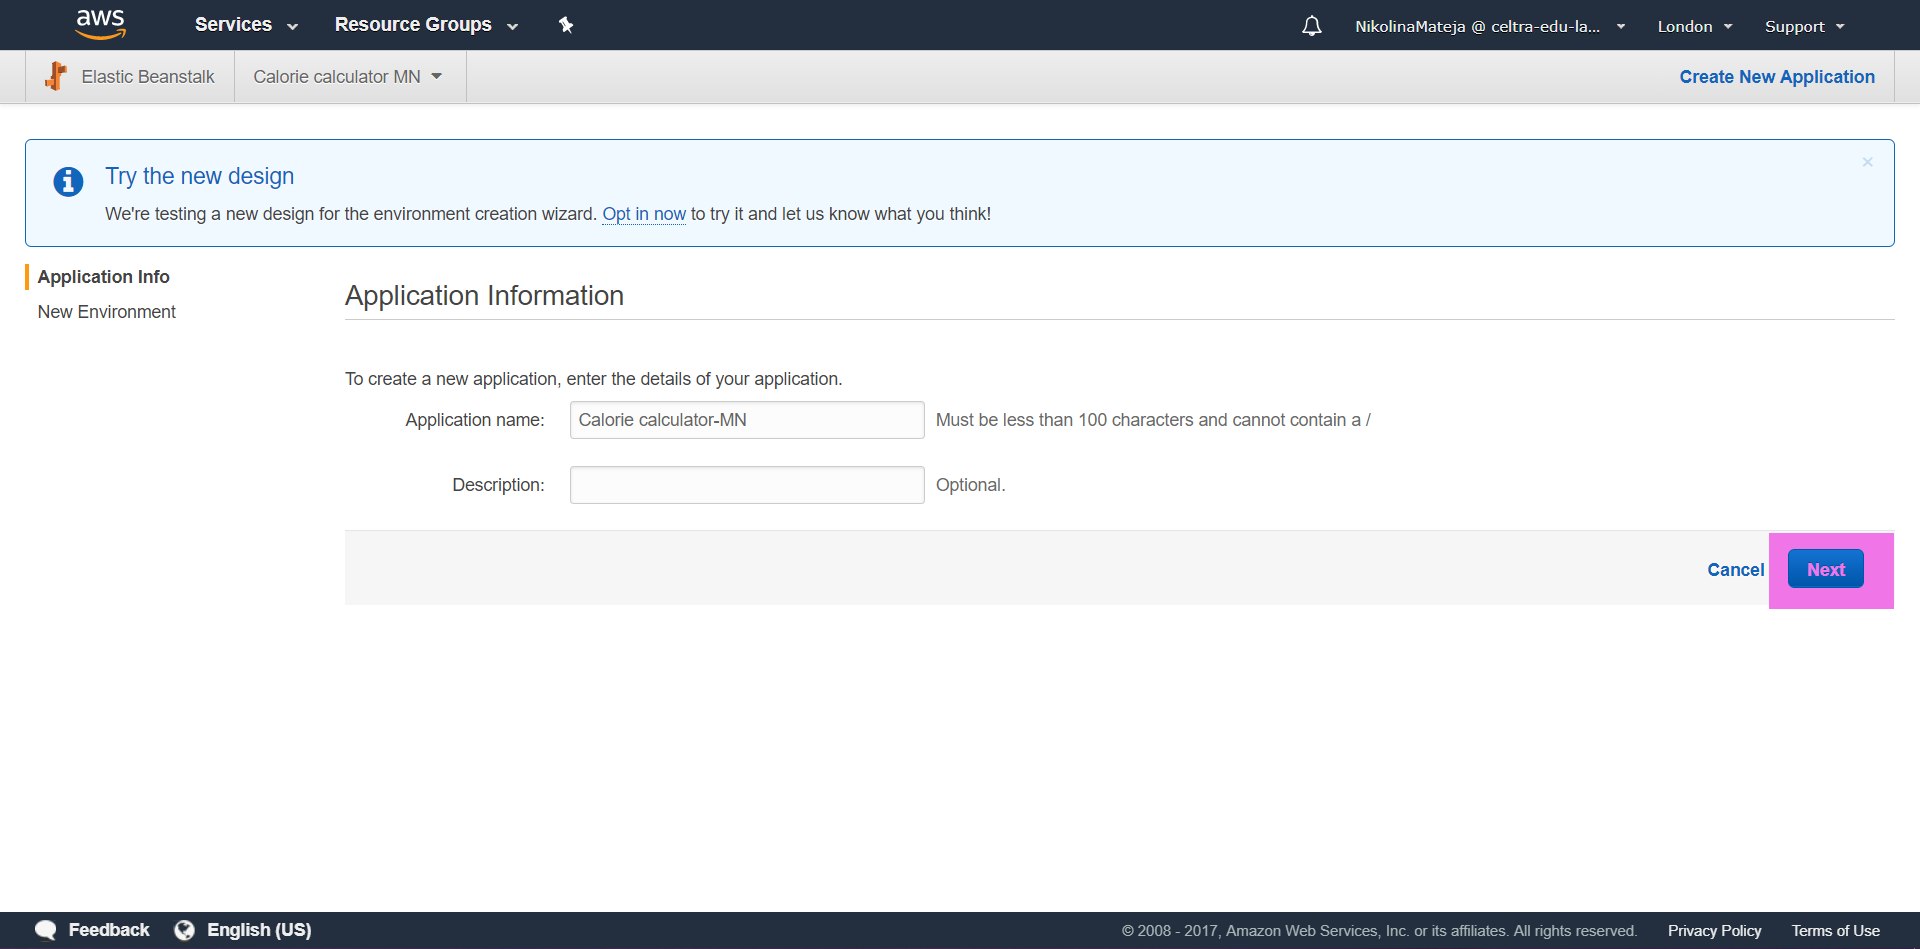 aws Services Resource Groups NikolinaMateja @ celtra-edu-la... London Support
Elastic Beanstalk Calorie calculator MN Create New Application
Try the new design
We're testing a new design for the environment creation wizard. Opt in now to try it and let us know what you think!
Application Info
New Environment
Application Information
To create a new application, enter the details of your application.
Application name: Calorie calculator-MN Must be less than 100 characters and cannot contain a /
Description: Optional.
Cancel Next
Feedback English (US) © 2008 - 2017, Amazon Web Services, Inc. or its affiliates. All rights reserved. Privacy Policy Terms of Use